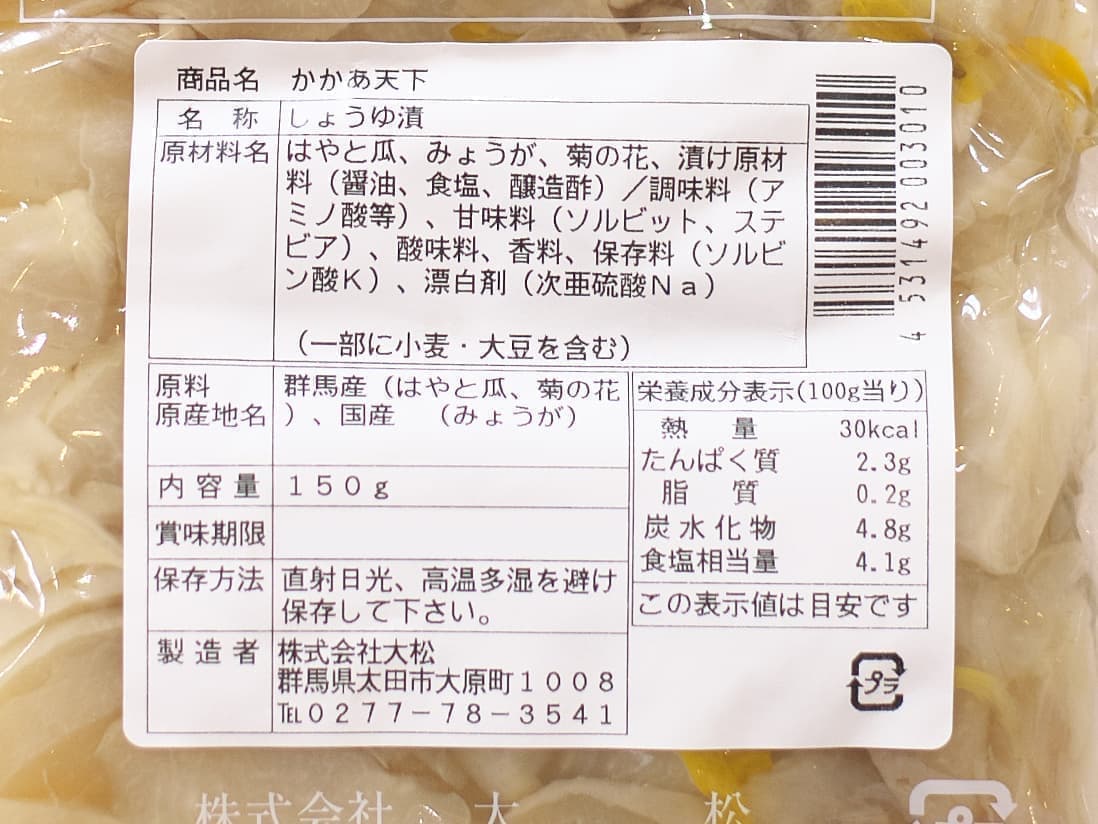 商品名 かかあ天下
名 称 しょうゆ漬
原材料名 はやと瓜、みょうが、菊の花、漬け原材
料（醤油、食塩、醸造酢）／調味料（ア
ミノ酸等）、甘味料（ソルビット、ステ
ビア）、酸味料、香料、保存料（ソルビ
ン酸Ｋ）、漂白剤（次亜硫酸Ｎａ）
（一部に小麦・大豆を含む）
4531492003010
原料
原産地名
群馬産（はやと瓜、菊の花
）、国産 （みょうが）
内容量 １５０ｇ
賞味期限
保存方法 直射日光、高温多湿を避け
保存して下さい。
製造者 株式会社大松
群馬県太田市大原町１００８
℡０２７７－７８－３５４１
栄養成分表示(100g当り)
熱 量 30kcal
たんぱく質 2.3g
脂 質 0.2g
炭水化物 4.8g
食塩相当量 4.1g
この表示値は目安です
プラ
株式会社 大 松